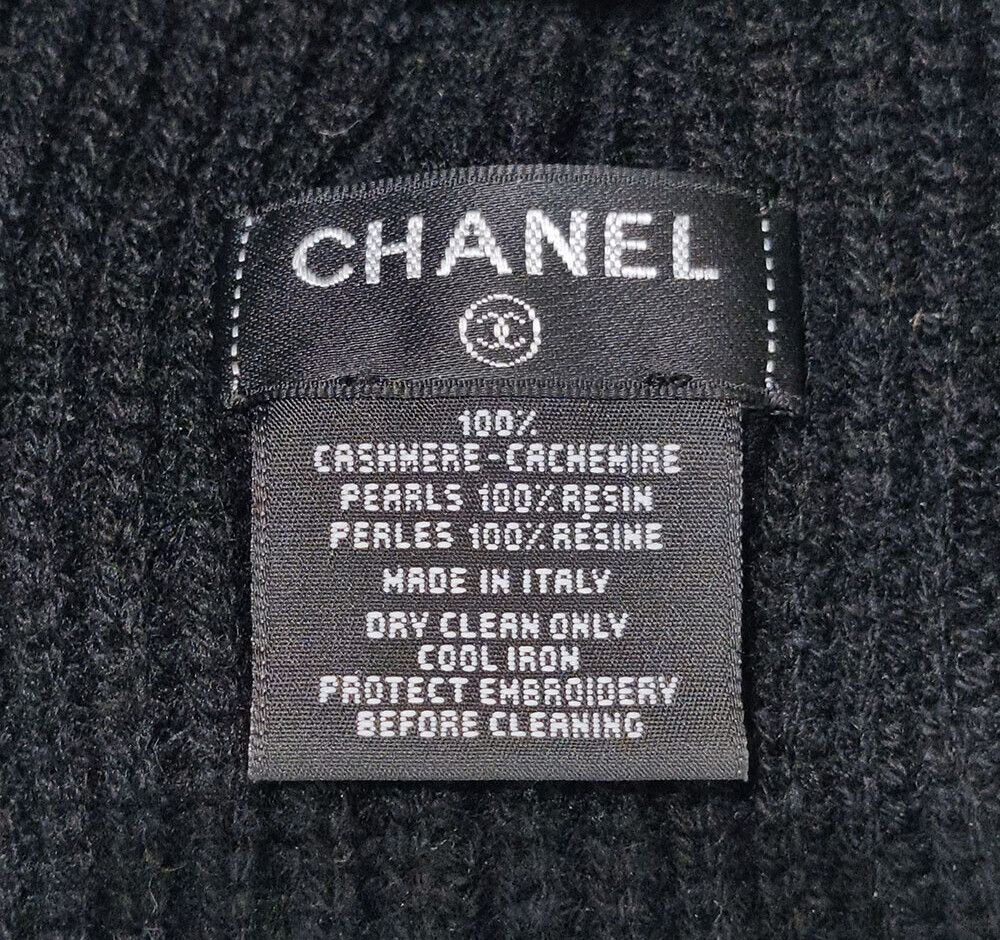 CHANEL
100%
CASHMERE-CACHEMIRE
PEARLS 100% RESIN
PERLES 100% RÉSINE
MADE IN ITALY
DRY CLEAN ONLY
COOL IRON
PROTECT EMBROIDERY
BEFORE CLEANING